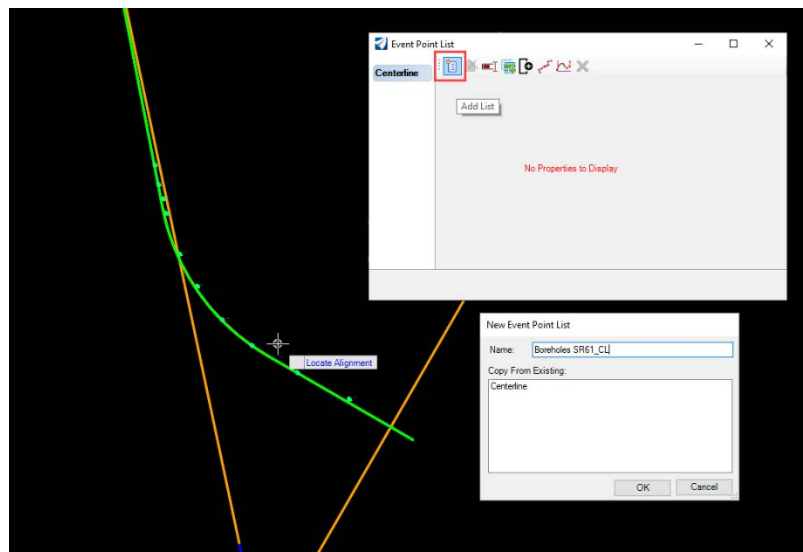 Event Point List
Centerline
Add List
No Properties to Display
Locate Alignment
New Event Point List
Name: Boreholes SR61_CL
Copy From Existing:
Centerline
OK Cancel